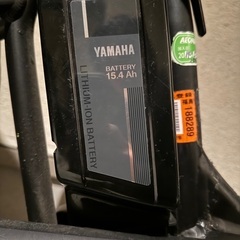 YAMAHA
BATTERY
15.4 Ah
LITHIUM-ION BATTERY
188289